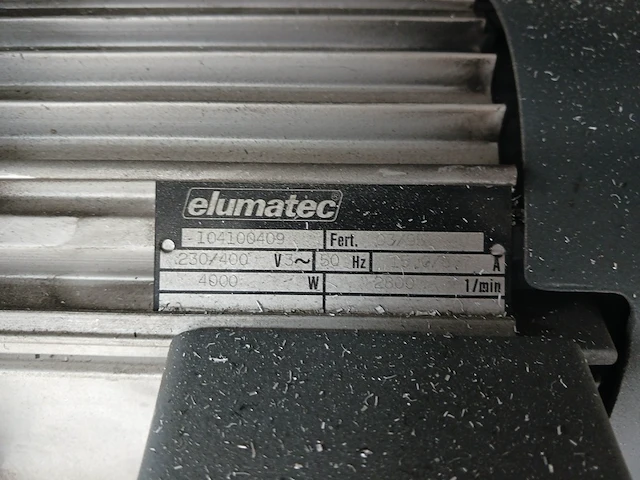 elumatec
104100409 Fert.
230/400 V3~ 50 Hz A
4000 W 2800 1/min